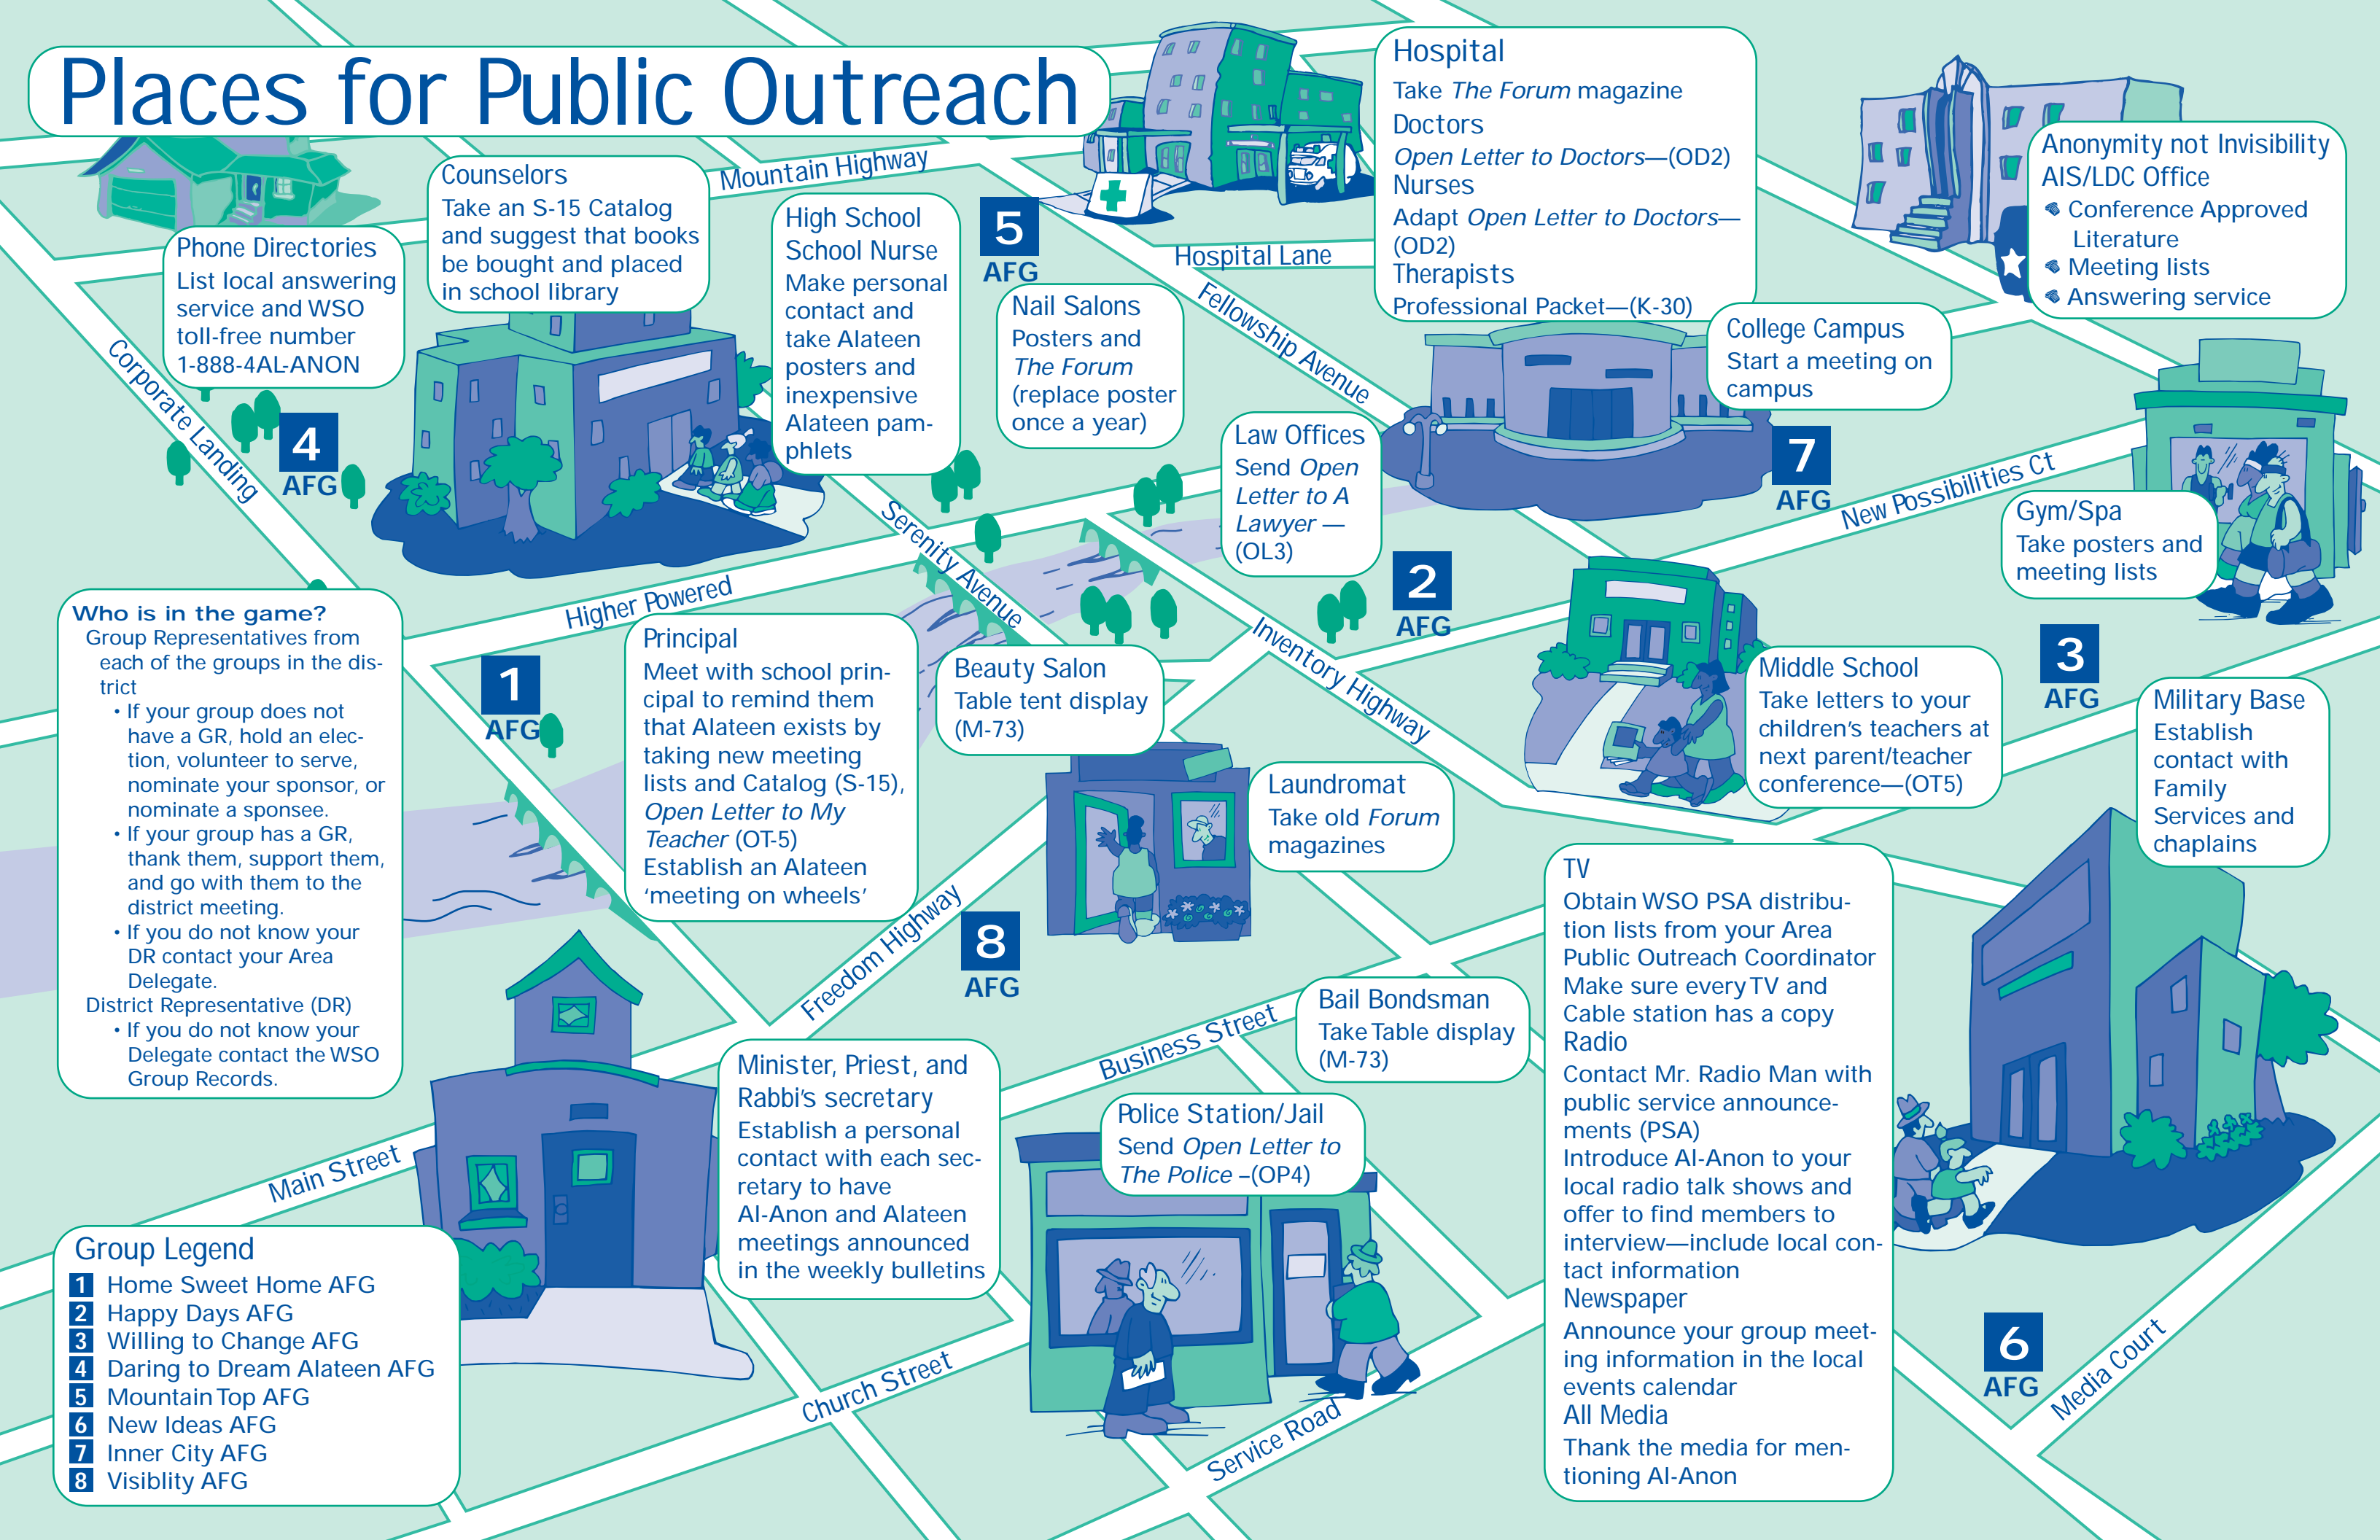 Places for Public Outreach
Phone Directories
List local answering
service and WSO
toll-free number
1-888-4AL-ANON
Counselors
Take an S-15 Catalog
and suggest that books
be bought and placed
in school library
Mountain Highway
High School
School Nurse
Make personal
contact and
take Alateen
posters and
inexpensive
Alateen pam-
phlets
5
AFG
Nail Salons
Posters and
The Forum
(replace poster
once a year)
Hospital Lane
Fellowship Avenue
Hospital
Take The Forum magazine
Doctors
Open Letter to Doctors—(OD2)
Nurses
Adapt Open Letter to Doctors—
(OD2)
Therapists
Professional Packet—(K-30)
Anonymity not Invisibility
AIS/LDC Office
Conference Approved
Literature
Meeting lists
Answering service
College Campus
Start a meeting on
campus
Corporate Landing
4
AFG
Law Offices
Send Open
Letter to A
Lawyer —
(OL3)
7
AFG
New Possibilities Ct
Gym/Spa
Take posters and
meeting lists
Serenity Avenue
Higher Powered
2
AFG
Inventory Highway
Who is in the game?
Group Representatives from
each of the groups in the dis-
trict
• If your group does not
have a GR, hold an elec-
tion, volunteer to serve,
nominate your sponsor, or
nominate a sponsee.
• If your group has a GR,
thank them, support them,
and go with them to the
district meeting.
• If you do not know your
DR contact your Area
Delegate.
District Representative (DR)
• If you do not know your
Delegate contact the WSO
Group Records.
1
AFG
Principal
Meet with school prin-
cipal to remind them
that Alateen exists by
taking new meeting
lists and Catalog (S-15),
Open Letter to My
Teacher (OT-5)
Establish an Alateen
‘meeting on wheels’
Beauty Salon
Table tent display
(M-73)
Laundromat
Take old Forum
magazines
Middle School
Take letters to your
children’s teachers at
next parent/teacher
conference—(OT5)
3
AFG
Military Base
Establish
contact with
Family
Services and
chaplains
Freedom Highway
8
AFG
Business Street
Bail Bondsman
Take Table display
(M-73)
TV
Obtain WSO PSA distribu-
tion lists from your Area
Public Outreach Coordinator
Make sure every TV and
Cable station has a copy
Radio
Contact Mr. Radio Man with
public service announce-
ments (PSA)
Introduce Al-Anon to your
local radio talk shows and
offer to find members to
interview—include local con-
tact information
Newspaper
Announce your group meet-
ing information in the local
events calendar
All Media
Thank the media for men-
tioning Al-Anon
Minister, Priest, and
Rabbi’s secretary
Establish a personal
contact with each sec-
retary to have
Al-Anon and Alateen
meetings announced
in the weekly bulletins
Police Station/Jail
Send Open Letter to
The Police –(OP4)
Main Street
Group Legend
1 Home Sweet Home AFG
2 Happy Days AFG
3 Willing to Change AFG
4 Daring to Dream Alateen AFG
5 Mountain Top AFG
6 New Ideas AFG
7 Inner City AFG
8 Visiblity AFG
Church Street
Service Road
6
AFG
Media Court